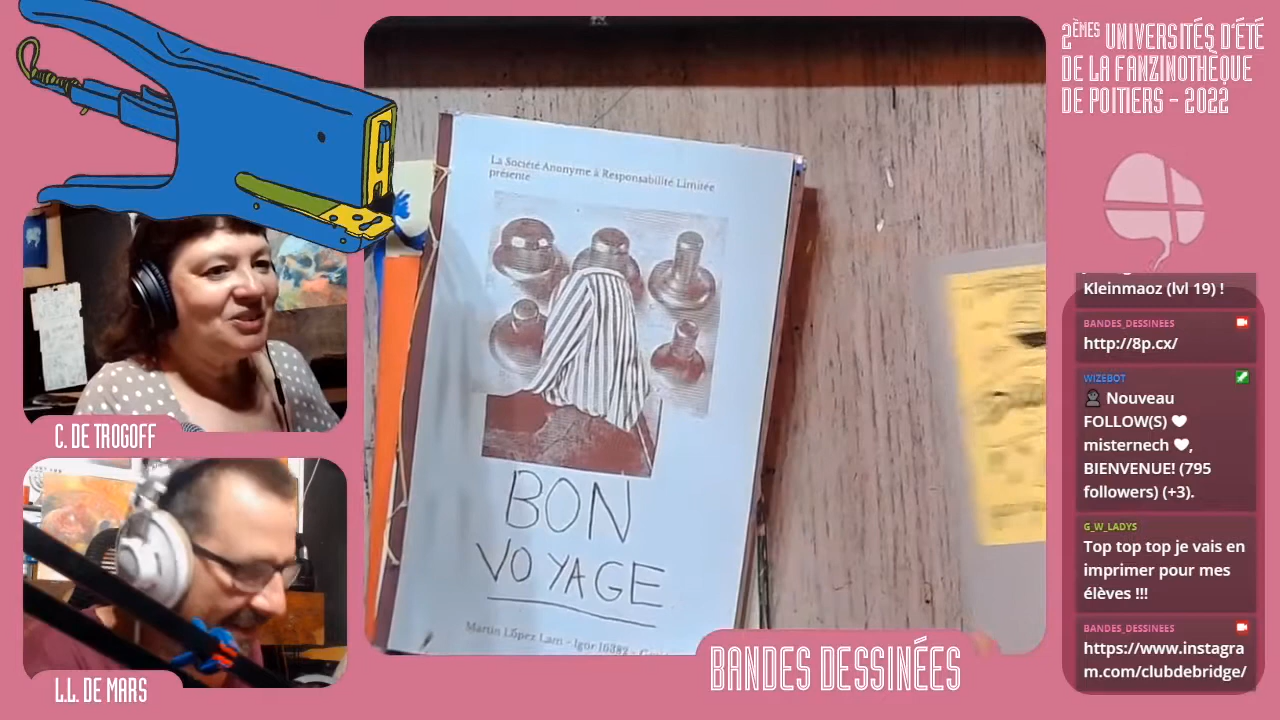 2ÈMES UNIVERSITÉS D'ÉTÉ
DE LA FANZINOTHÈQUE
DE POITIERS - 2022
La Société Anonyme à Responsabilité Limitée
présente
BON
VOYAGE
Martin López Lam - Igor
C. DE TROGOFF
L.L. DE MARS
BANDES DESSINÉES
Kleinmaoz (lvl 19) !
BANDES_DESSINEES
http://8p.cx/
WIZEBOT
Nouveau
FOLLOW(S)
misternech
BIENVENUE! (795
followers) (+3).
G_W_LADYS
Top top top je vais en
imprimer pour mes
élèves !!!
BANDES_DESSINEES
https://www.instagra
m.com/clubdebridge/